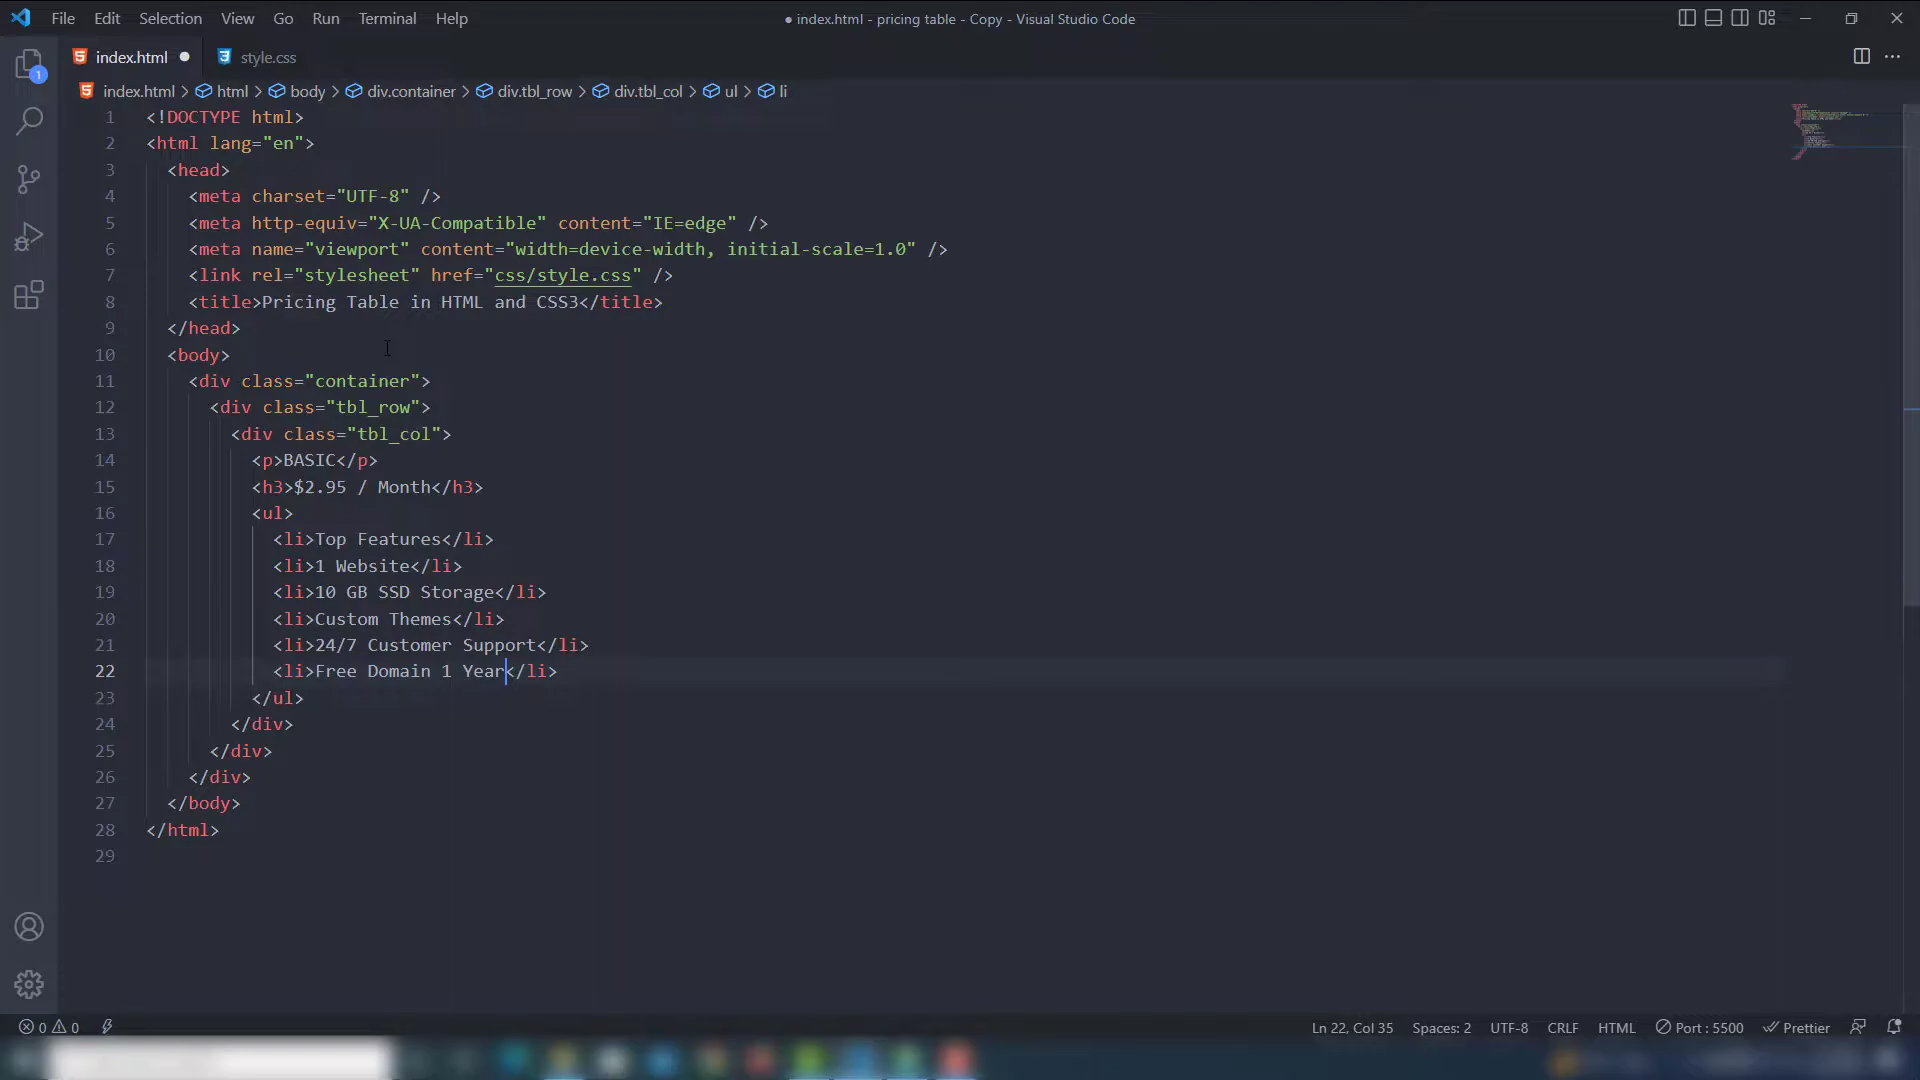 File Edit Selection View Go Run Terminal Help
● index.html - pricing table - Copy - Visual Studio Code
index.html ● style.css
1
index.html > html > body > div.container > div.tbl_row > div.tbl_col > ul > li
1 <!DOCTYPE html>
2 <html lang="en">
3 <head>
4 <meta charset="UTF-8" />
5 <meta http-equiv="X-UA-Compatible" content="IE=edge" />
6 <meta name="viewport" content="width=device-width, initial-scale=1.0" />
7 <link rel="stylesheet" href="css/style.css" />
8 <title>Pricing Table in HTML and CSS3</title>
9 </head>
10 <body>
11 <div class="container">
12 <div class="tbl_row">
13 <div class="tbl_col">
14 <p>BASIC</p>
15 <h3>$2.95 / Month</h3>
16 <ul>
17 <li>Top Features</li>
18 <li>1 Website</li>
19 <li>10 GB SSD Storage</li>
20 <li>Custom Themes</li>
21 <li>24/7 Customer Support</li>
22 <li>Free Domain 1 Year</li>
23 </ul>
24 </div>
25 </div>
26 </div>
27 </body>
28 </html>
29
0 0 Ln 22, Col 35 Spaces: 2 UTF-8 CRLF HTML Port : 5500 Prettier